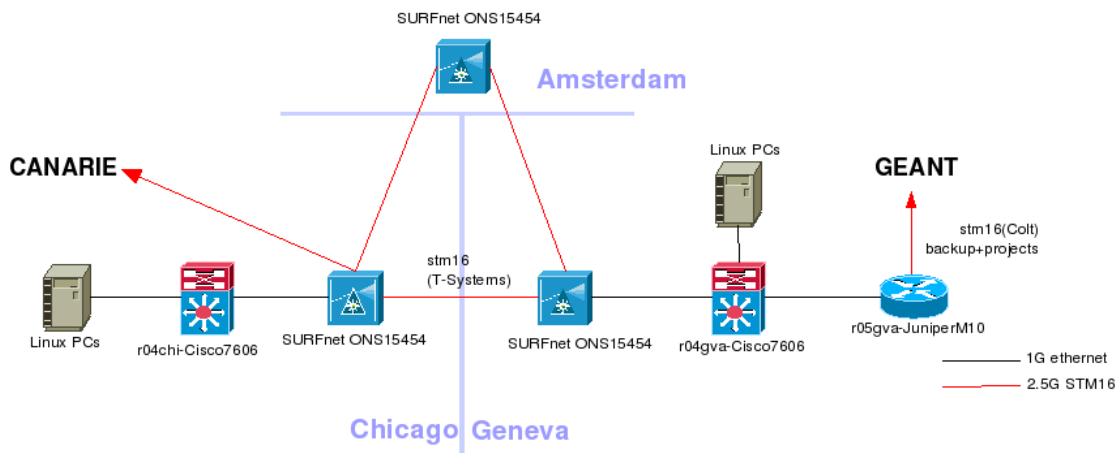 SURFnet ONS15454
Amsterdam
CANARIE
Linux PCs
GEANT
stm16(Colt)
backup+projects
stm16
(T-Systems)
Linux PCs
r04chi-Cisco7606
SURFnet ONS15454
SURFnet ONS15454
r04gva-Cisco7606
r05gva-JuniperM10
1G ethernet
2.5G STM16
Chicago
Geneva